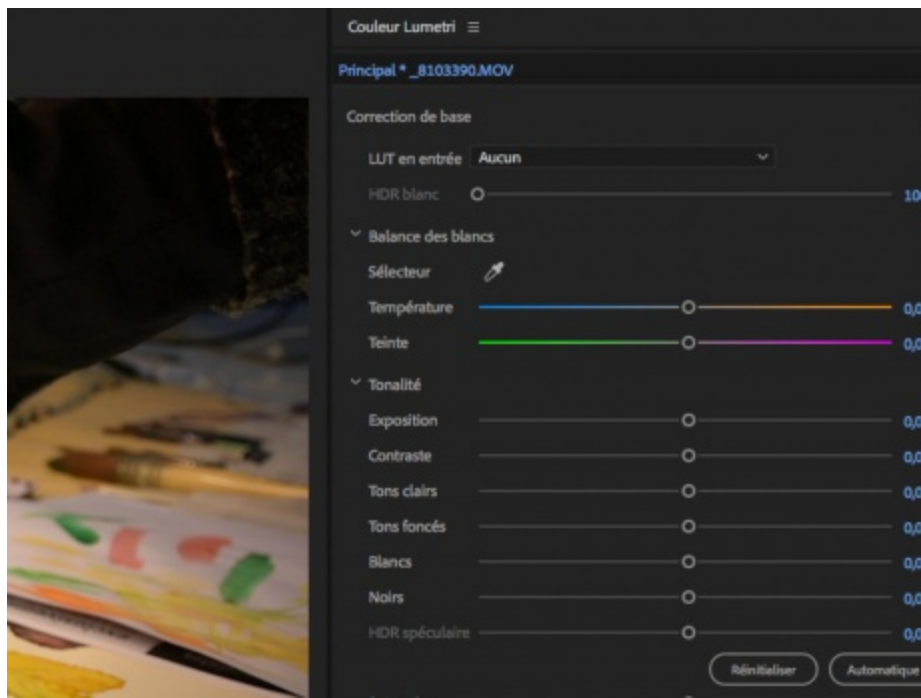 Couleur Lumetri
Principal * _8103390.MOV
Correction de base
LUT en entrée Aucun
HDR blanc 10
Balance des blancs
Sélecteur
Température 0,0
Teinte 0,0
Tonalité
Exposition 0,0
Contraste 0,0
Tons clairs 0,0
Tons foncés 0,0
Blancs 0,0
Noirs 0,0
HDR spéculaire 0,0
Réinitialiser Automatique